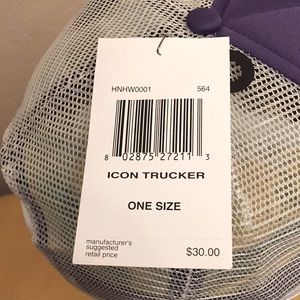 HNHW0001 564
8 02875 27211 3
ICON TRUCKER
ONE SIZE
manufacturer's
suggested
retail price $30.00